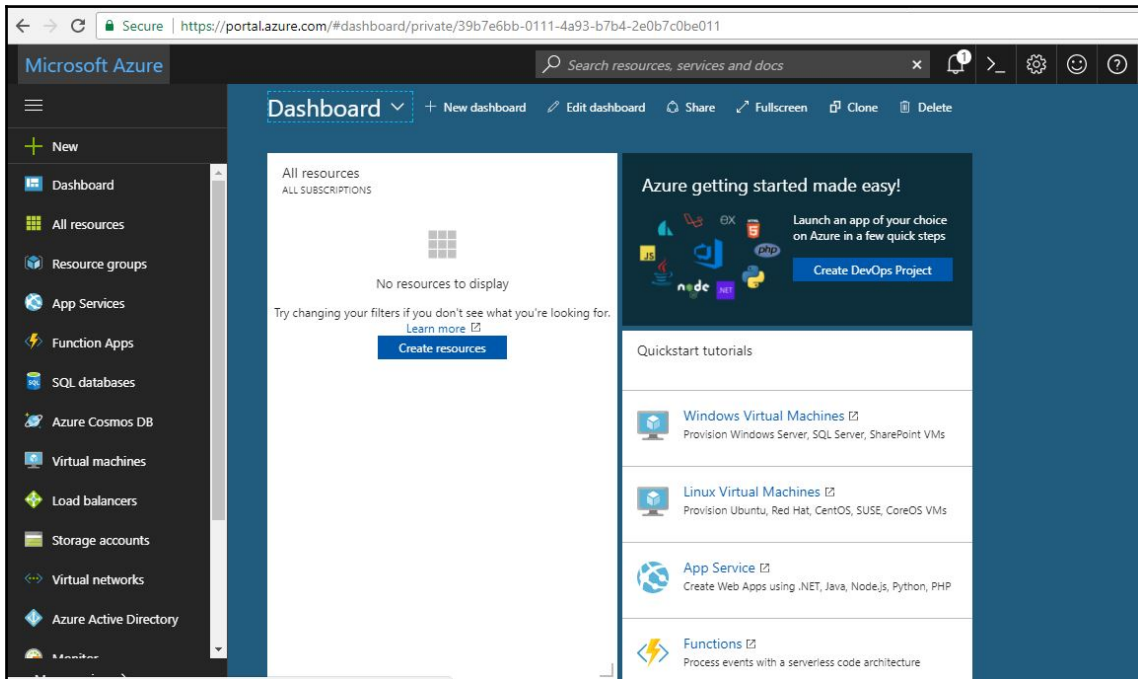 Secure | https://portal.azure.com/#dashboard/private/39b7e6bb-0111-4a93-b7b4-2e0b7c0be011
Microsoft Azure
Search resources, services and docs
1
Dashboard
+ New dashboard
Edit dashboard
Share
Fullscreen
Clone
Delete
New
Dashboard
All resources
Resource groups
App Services
Function Apps
SQL databases
Azure Cosmos DB
Virtual machines
Load balancers
Storage accounts
Virtual networks
Azure Active Directory
Monitor
All resources
ALL SUBSCRIPTIONS
No resources to display
Try changing your filters if you don't see what you're looking for.
Learn more
Create resources
Azure getting started made easy!
Launch an app of your choice
on Azure in a few quick steps
Create DevOps Project
ex
JS
php
node
.NET
Quickstart tutorials
Windows Virtual Machines
Provision Windows Server, SQL Server, SharePoint VMs
Linux Virtual Machines
Provision Ubuntu, Red Hat, CentOS, SUSE, CoreOS VMs
App Service
Create Web Apps using .NET, Java, Node.js, Python, PHP
Functions
Process events with a serverless code architecture